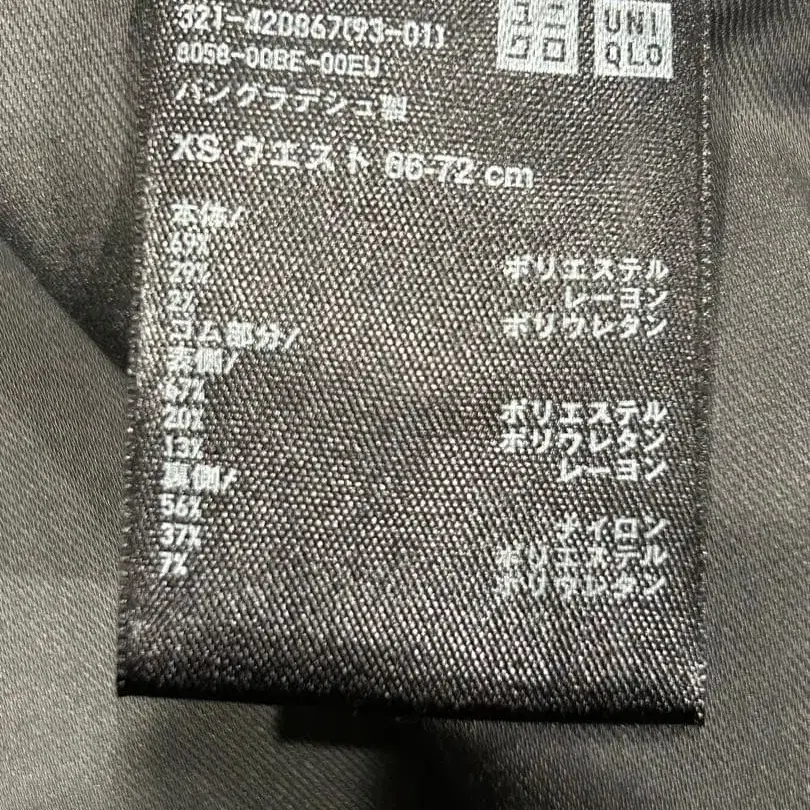 321-420867(93-01)
ユニ
クロ
UNI
QLO
0058-00BE-00EU
バングラデシュ製
XS ウエスト 66-72 cm
本体/
69% ポリエステル
29% レーヨン
2% ポリウレタン
ゴム部分/
表側/
67% ポリエステル
20% ポリウレタン
13% レーヨン
裏側/
56% ナイロン
37% ポリエステル
7% ポリウレタン